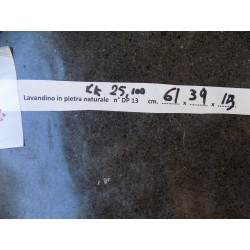 KK 25,100
Lavandino in pietra naturale n° DP 13 cm. 61 x 39 x 13